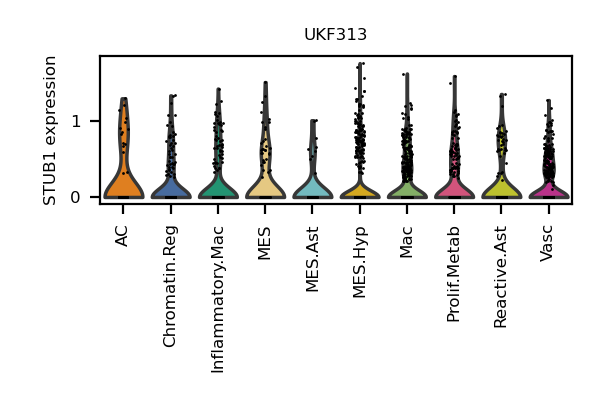 UKF313
STUB1 expression
1
0
AC
Chromatin.Reg
Inflammatory.Mac
MES
MES.Ast
MES.Hyp
Mac
Prolif.Metab
Reactive.Ast
Vasc